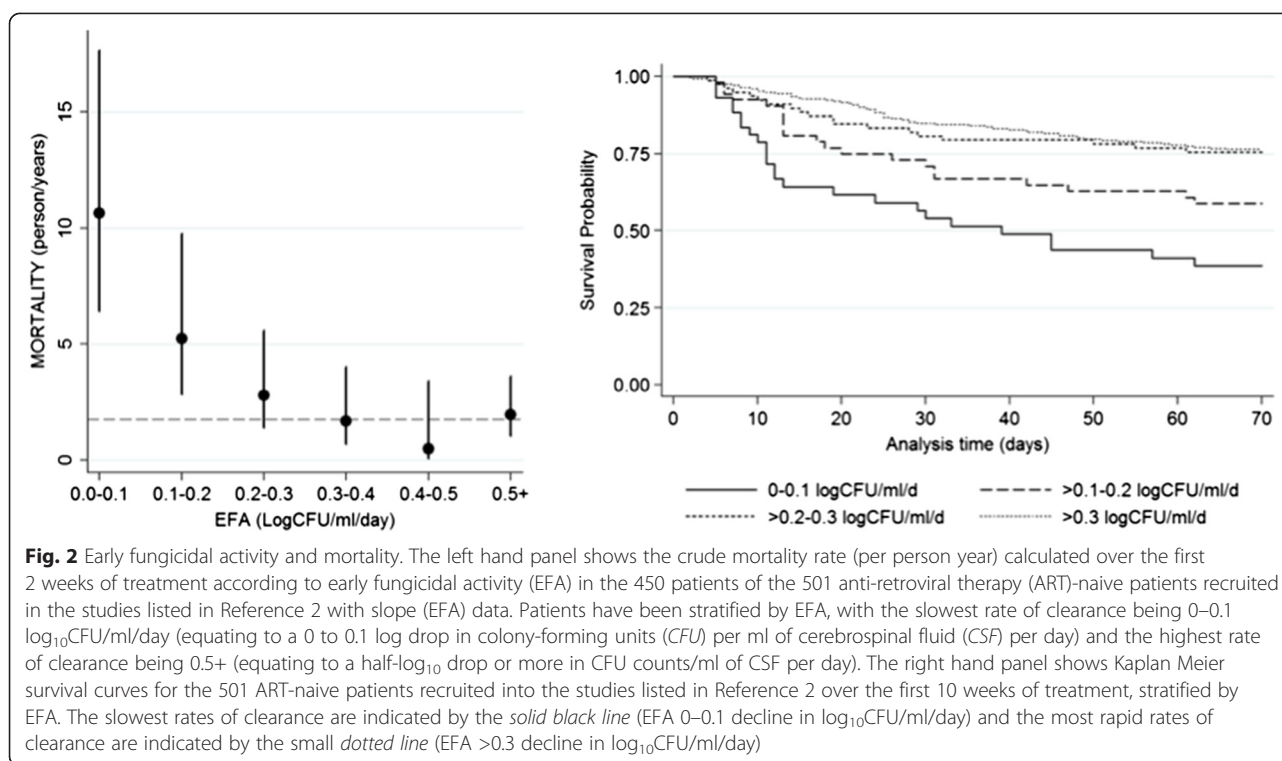 MORTALITY (person/years)
15
10
5
0
0.0-0.1 0.1-0.2 0.2-0.3 0.3-0.4 0.4-0.5 0.5+
EFA (LogCFU/ml/day)
Survival Probability
1.00
0.75
0.50
0.25
0.00
0 10 20 30 40 50 60 70
Analysis time (days)
0-0.1 logCFU/ml/d >0.1-0.2 logCFU/ml/d
>0.2-0.3 logCFU/ml/d >0.3 logCFU/ml/d
Fig. 2 Early fungicidal activity and mortality. The left hand panel shows the crude mortality rate (per person year) calculated over the first
2 weeks of treatment according to early fungicidal activity (EFA) in the 450 patients of the 501 anti-retroviral therapy (ART)-naive patients recruited
in the studies listed in Reference 2 with slope (EFA) data. Patients have been stratified by EFA, with the slowest rate of clearance being 0–0.1
log₁₀CFU/ml/day (equating to a 0 to 0.1 log drop in colony-forming units (CFU) per ml of cerebrospinal fluid (CSF) per day) and the highest rate
of clearance being 0.5+ (equating to a half-log₁₀ drop or more in CFU counts/ml of CSF per day). The right hand panel shows Kaplan Meier
survival curves for the 501 ART-naive patients recruited into the studies listed in Reference 2 over the first 10 weeks of treatment, stratified by
EFA. The slowest rates of clearance are indicated by the solid black line (EFA 0–0.1 decline in log₁₀CFU/ml/day) and the most rapid rates of
clearance are indicated by the small dotted line (EFA >0.3 decline in log₁₀CFU/ml/day)